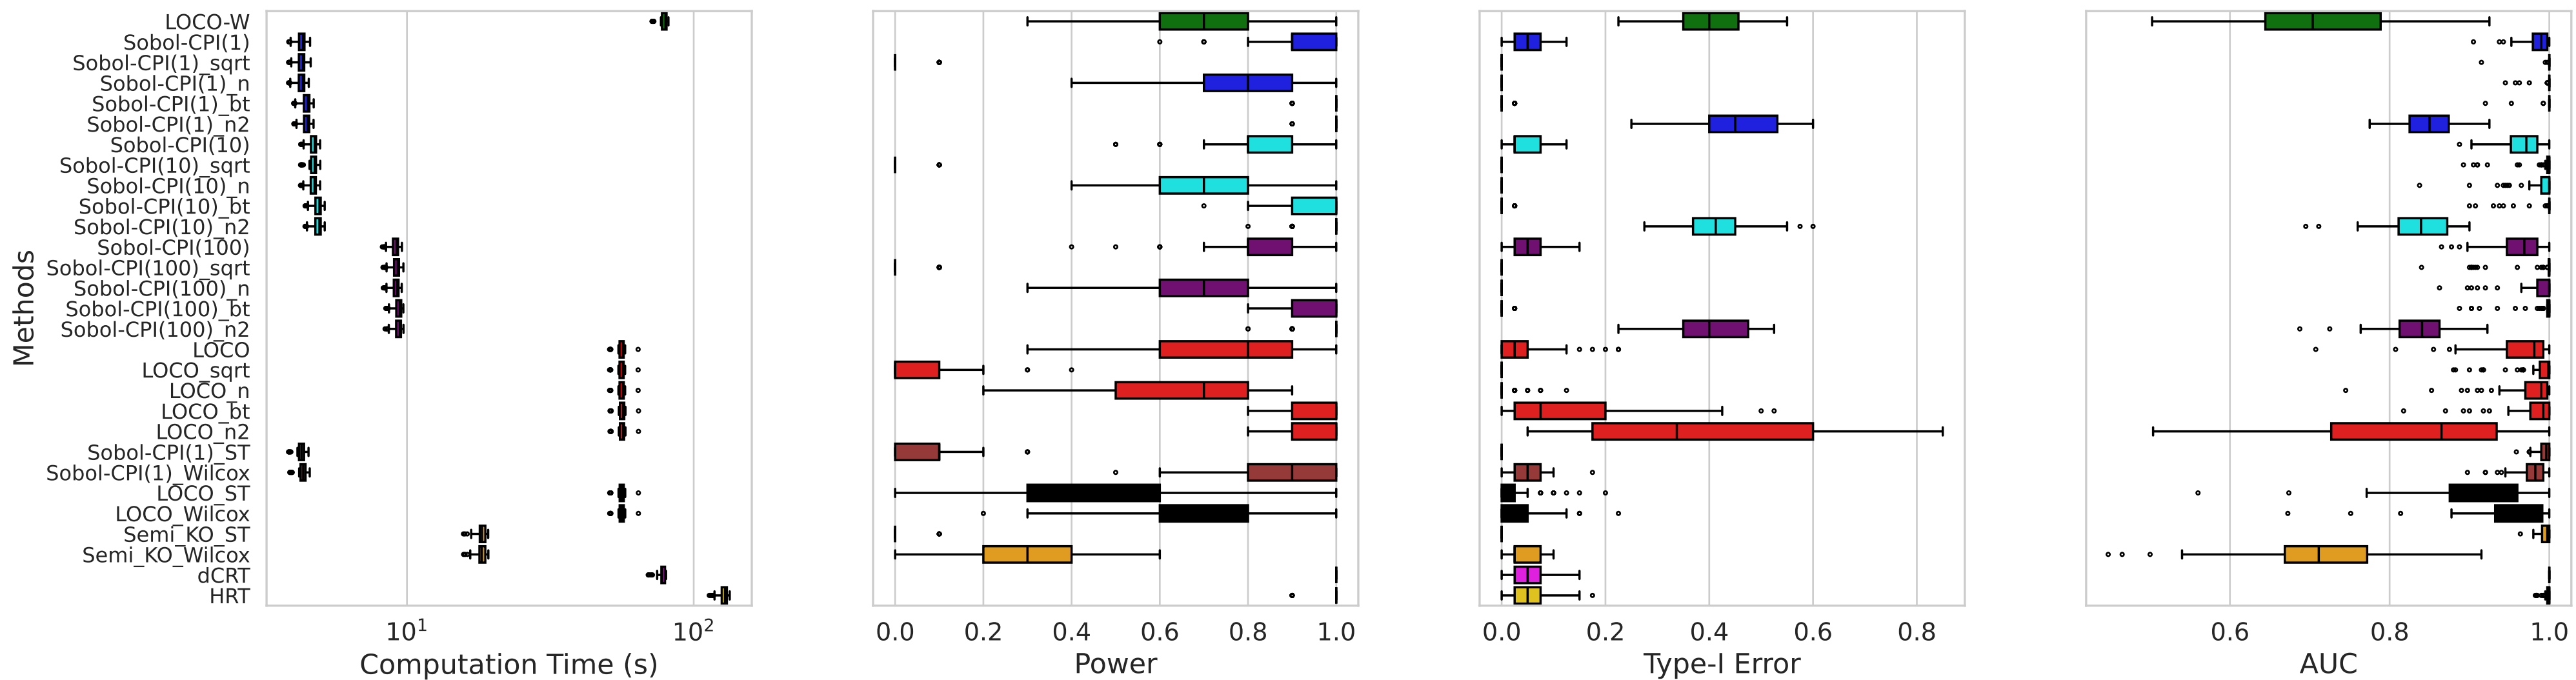 Methods
LOCO-W
Sobol-CPI(1)
Sobol-CPI(1)_sqrt
Sobol-CPI(1)_n
Sobol-CPI(1)_bt
Sobol-CPI(1)_n2
Sobol-CPI(10)
Sobol-CPI(10)_sqrt
Sobol-CPI(10)_n
Sobol-CPI(10)_bt
Sobol-CPI(10)_n2
Sobol-CPI(100)
Sobol-CPI(100)_sqrt
Sobol-CPI(100)_n
Sobol-CPI(100)_bt
Sobol-CPI(100)_n2
LOCO
LOCO_sqrt
LOCO_n
LOCO_bt
LOCO_n2
Sobol-CPI(1)_ST
Sobol-CPI(1)_Wilcox
LOCO_ST
LOCO_Wilcox
Semi_KO_ST
Semi_KO_Wilcox
dCRT
HRT
10¹ 10²
Computation Time (s)
0.0 0.2 0.4 0.6 0.8 1.0
Power
0.0 0.2 0.4 0.6 0.8
Type-I Error
0.6 0.8 1.0
AUC